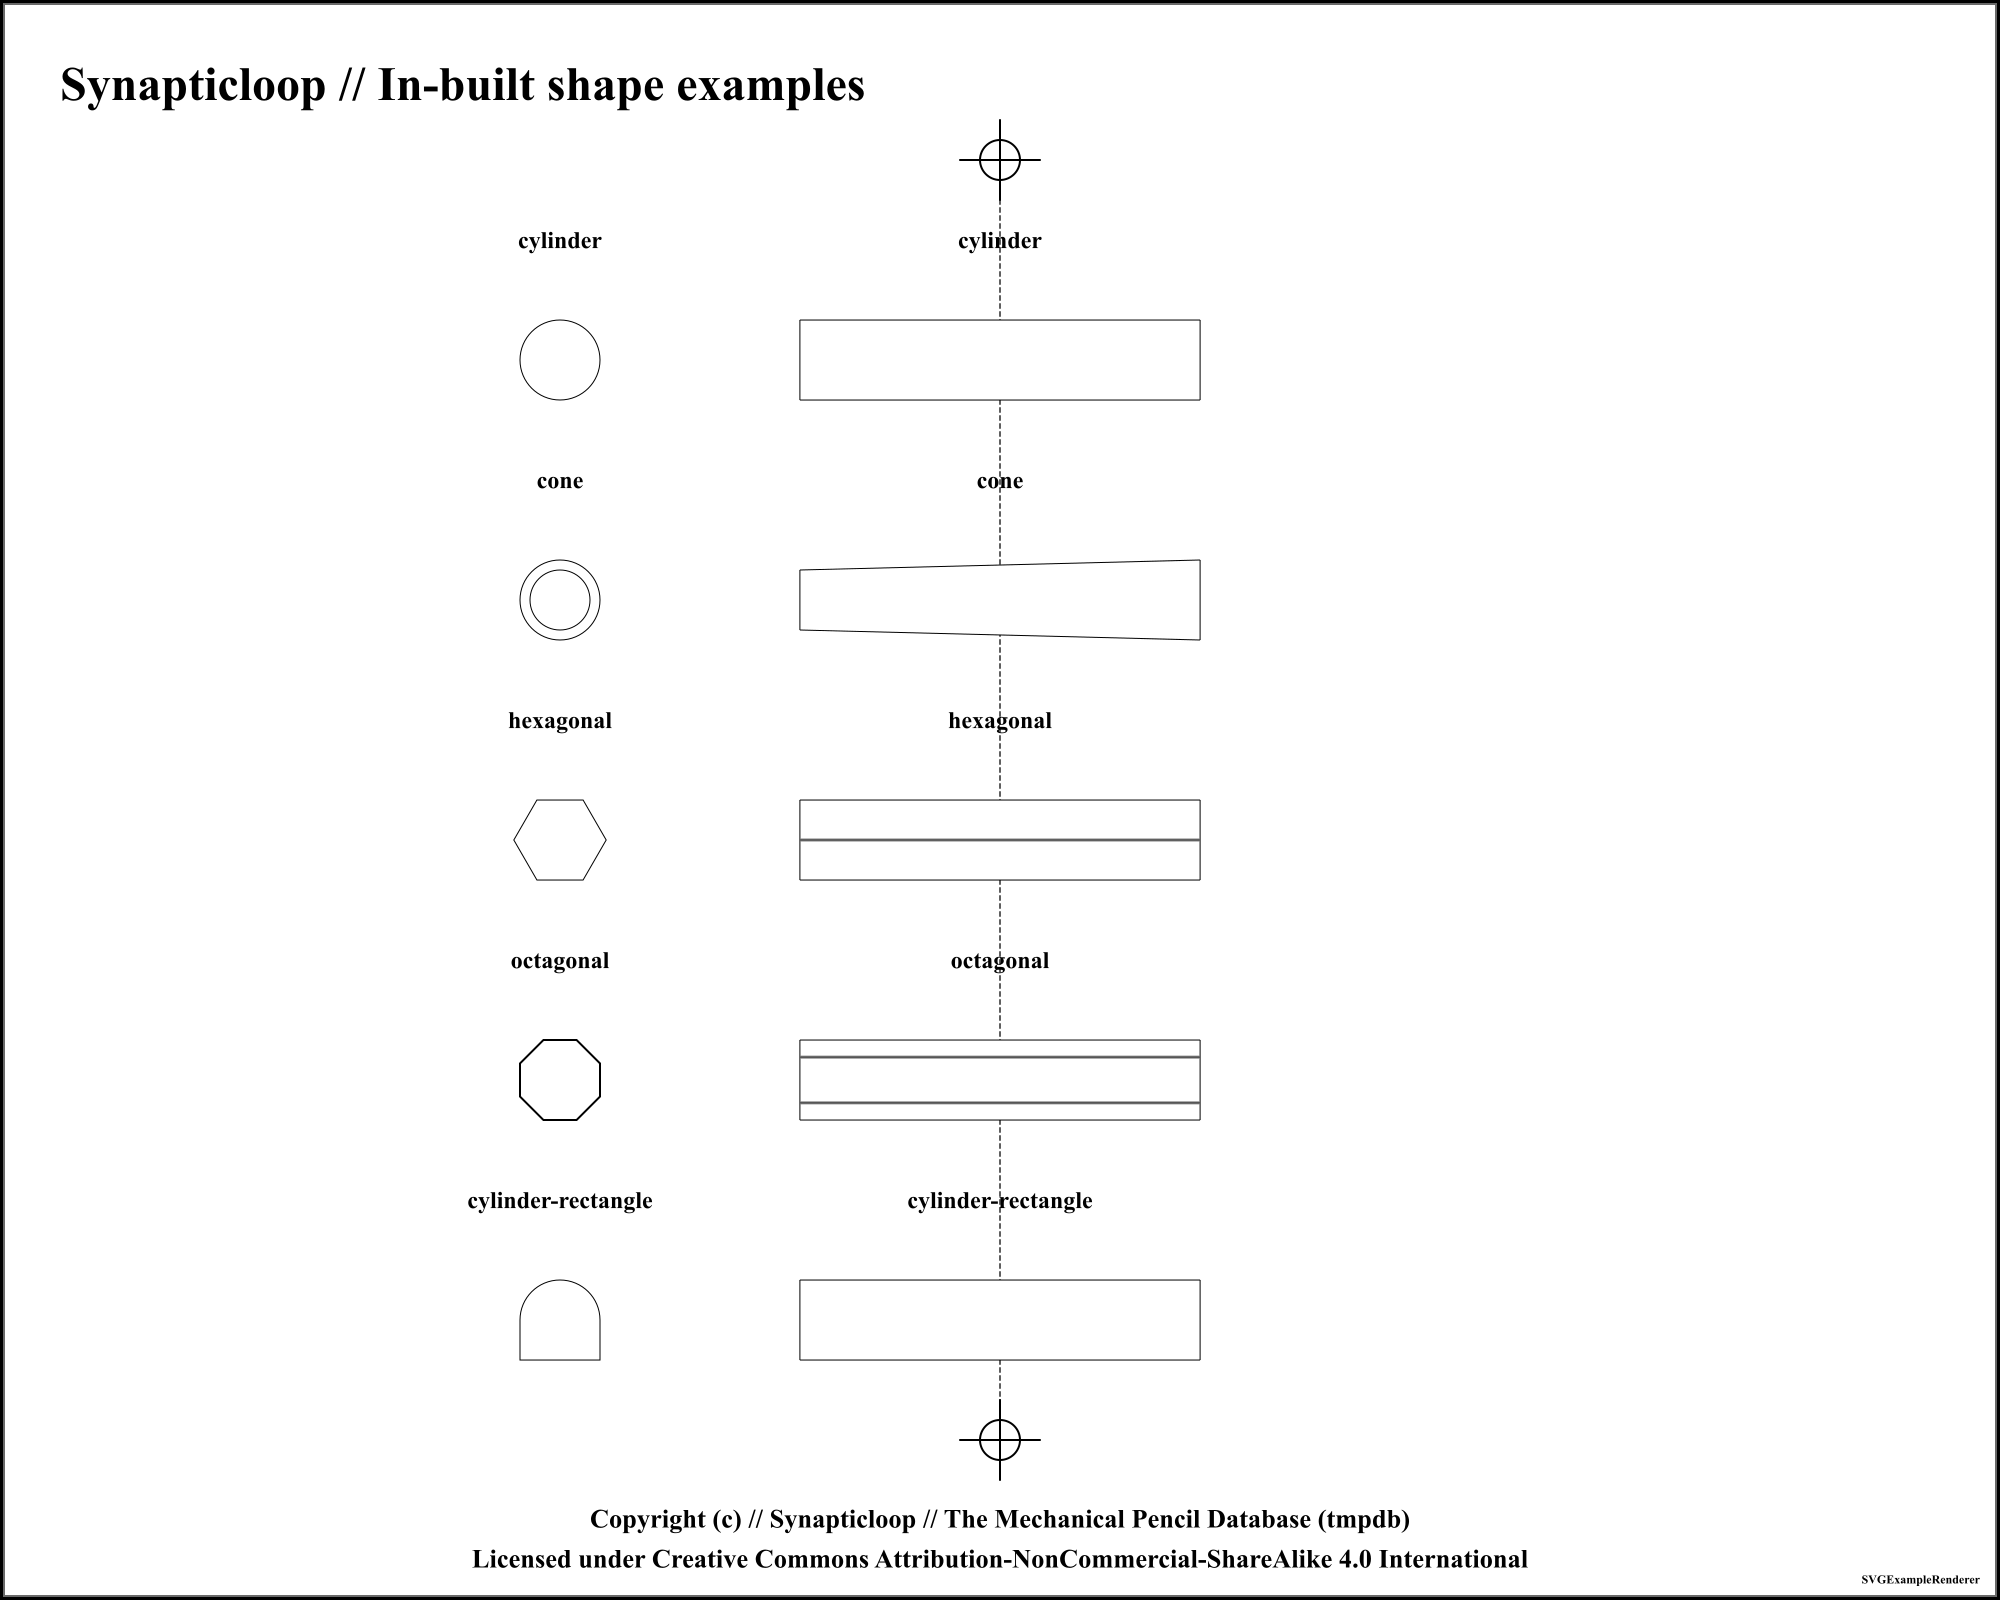 Synapticloop // In-built shape examples
cylinder
cylinder
cone
cone
hexagonal
hexagonal
octagonal
octagonal
cylinder-rectangle
cylinder-rectangle
Copyright (c) // Synapticloop // The Mechanical Pencil Database (tmpdb)
Licensed under Creative Commons Attribution-NonCommercial-ShareAlike 4.0 International
SVGExampleRenderer